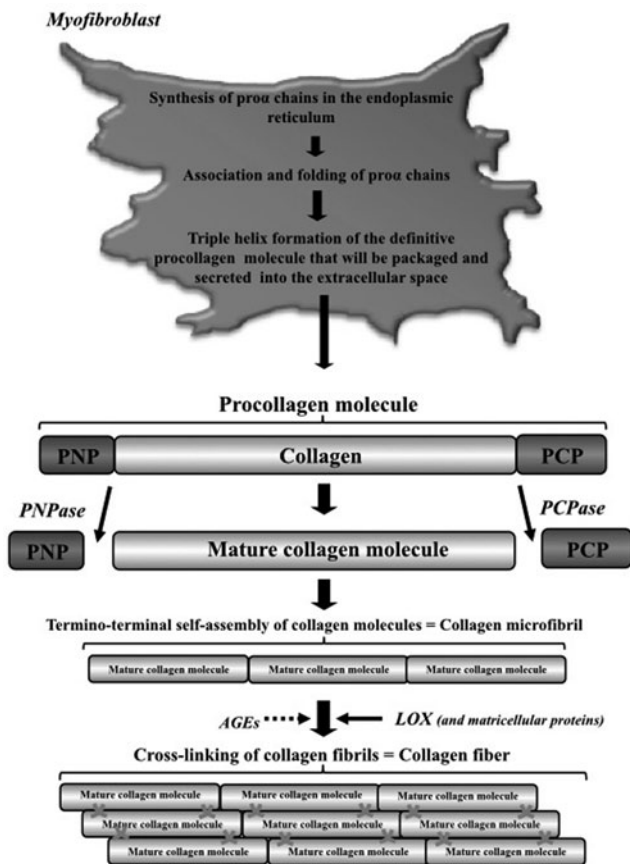 Myofibroblast
Synthesis of proα chains in the endoplasmic
reticulum
Association and folding of proα chains
Triple helix formation of the definitive
procollagen molecule that will be packaged and
secreted into the extracellular space
Procollagen molecule
PNP Collagen PCP
PNPase PCPase
PNP Mature collagen molecule PCP
Termino-terminal self-assembly of collagen molecules = Collagen microfibril
Mature collagen molecule Mature collagen molecule Mature collagen molecule
AGEs LOX (and matricellular proteins)
Cross-linking of collagen fibrils = Collagen fiber
Mature collagen molecule Mature collagen molecule Mature collagen molecule
Mature collagen molecule Mature collagen molecule Mature collagen molecule
Mature collagen molecule Mature collagen molecule Mature collagen molecule